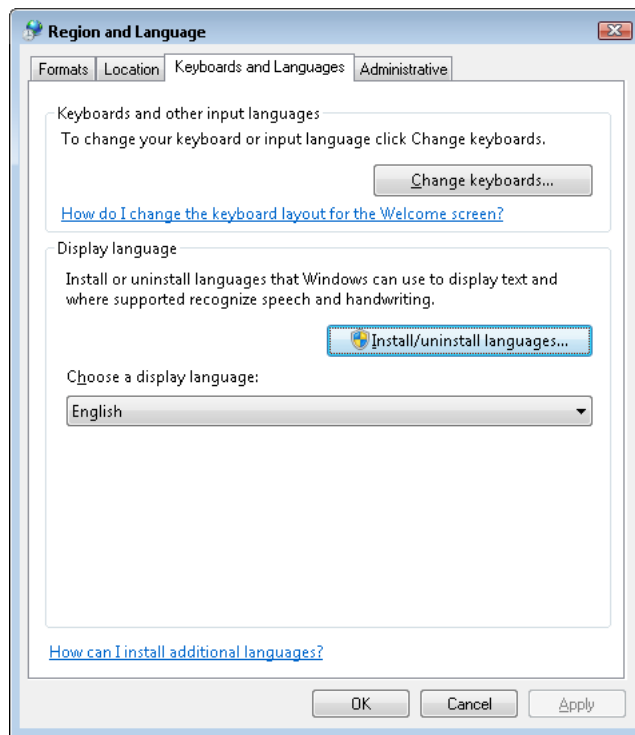 Region and Language
Formats Location Keyboards and Languages Administrative
Keyboards and other input languages
To change your keyboard or input language click Change keyboards.
Change keyboards...
How do I change the keyboard layout for the Welcome screen?
Display language
Install or uninstall languages that Windows can use to display text and
where supported recognize speech and handwriting.
Install/uninstall languages...
Choose a display language:
English
How can I install additional languages?
OK Cancel Apply